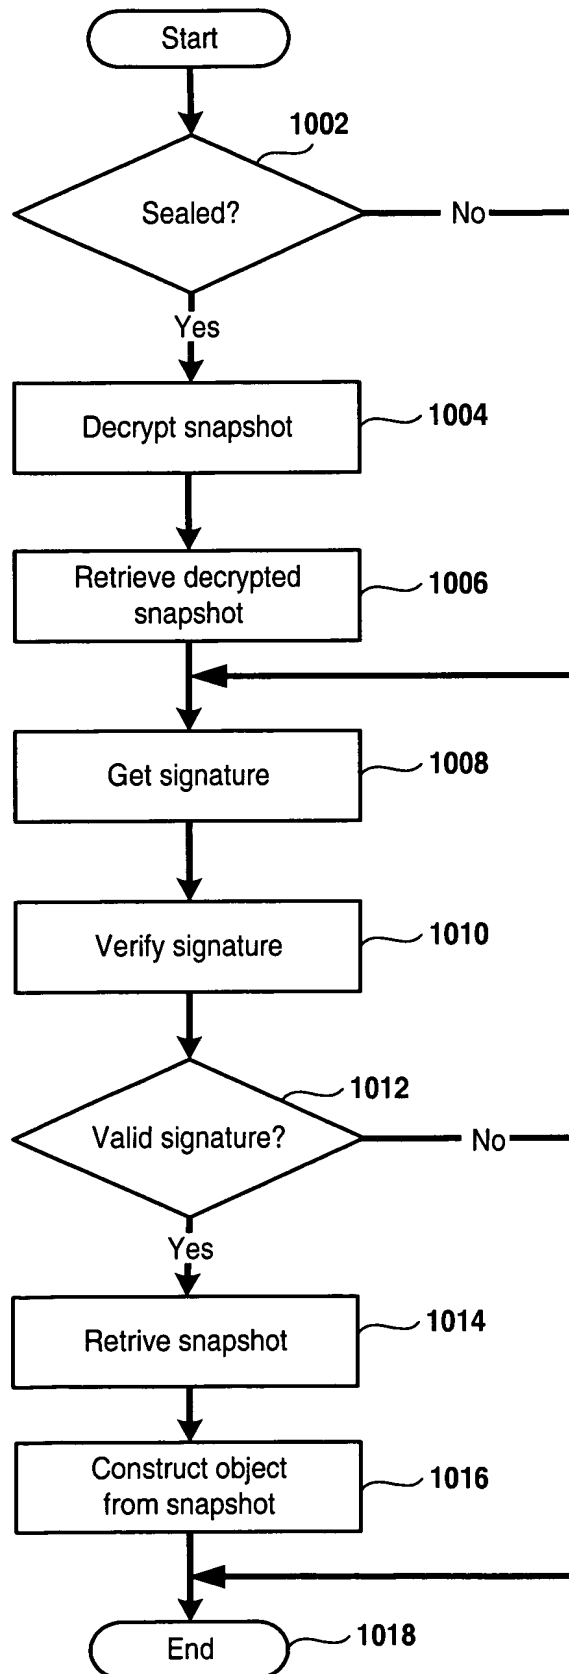 Start
1002
Sealed?
No
Yes
Decrypt snapshot
1004
Retrieve decrypted
snapshot
1006
Get signature
1008
Verify signature
1010
1012
Valid signature?
No
Yes
Retrive snapshot
1014
Construct object
from snapshot
1016
End
1018